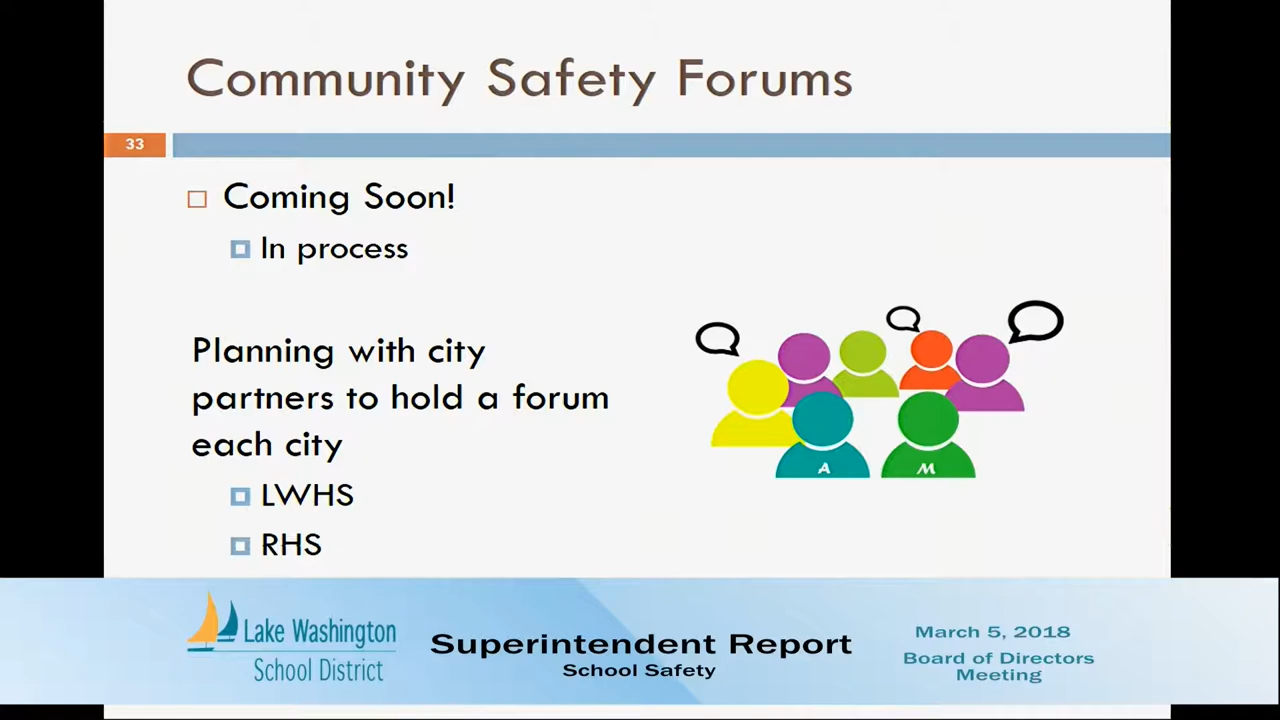 Community Safety Forums
33
Coming Soon!
In process
Planning with city
partners to hold a forum
each city
LWHS
RHS
A
M
Lake Washington
School District
Superintendent Report
School Safety
March 5, 2018
Board of Directors
Meeting